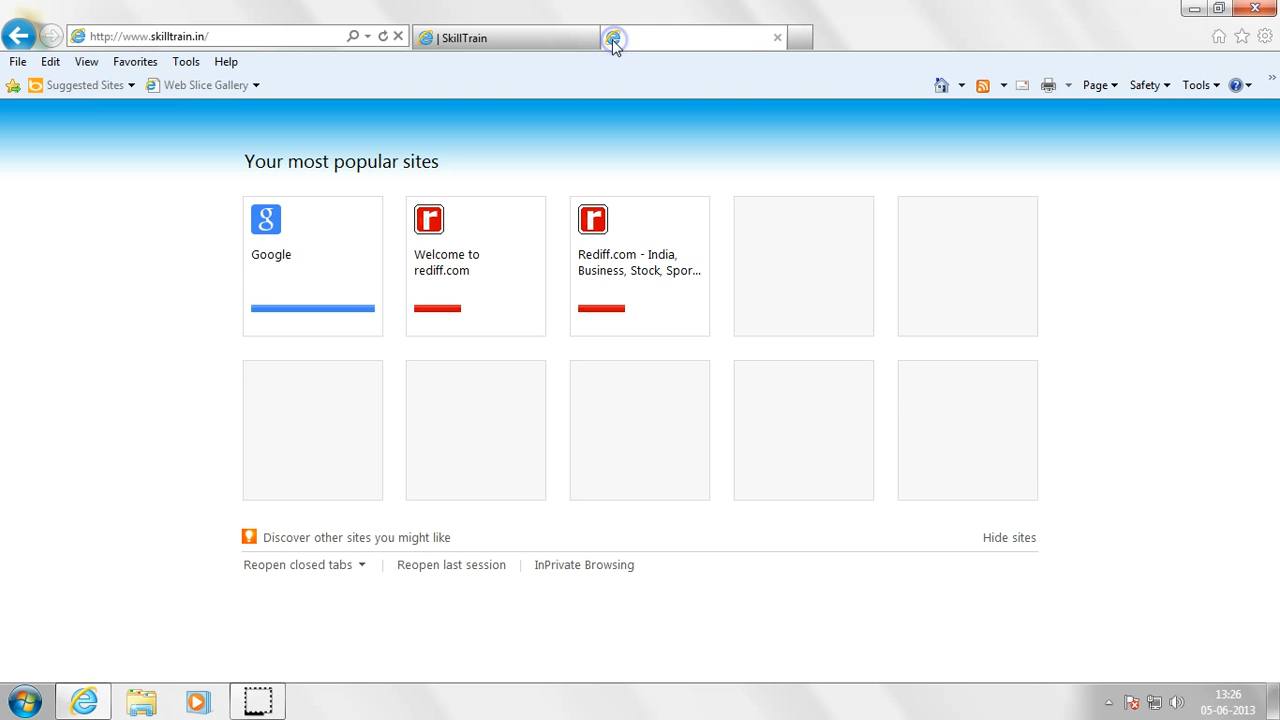 http://www.skilltrain.in/
| SkillTrain
File Edit View Favorites Tools Help
Suggested Sites Web Slice Gallery Page Safety Tools
Your most popular sites
g r r
Google
Welcome to
rediff.com
Rediff.com - India,
Business, Stock, Spor...
Discover other sites you might like Hide sites
Reopen closed tabs Reopen last session InPrivate Browsing
13:26
05-06-2013